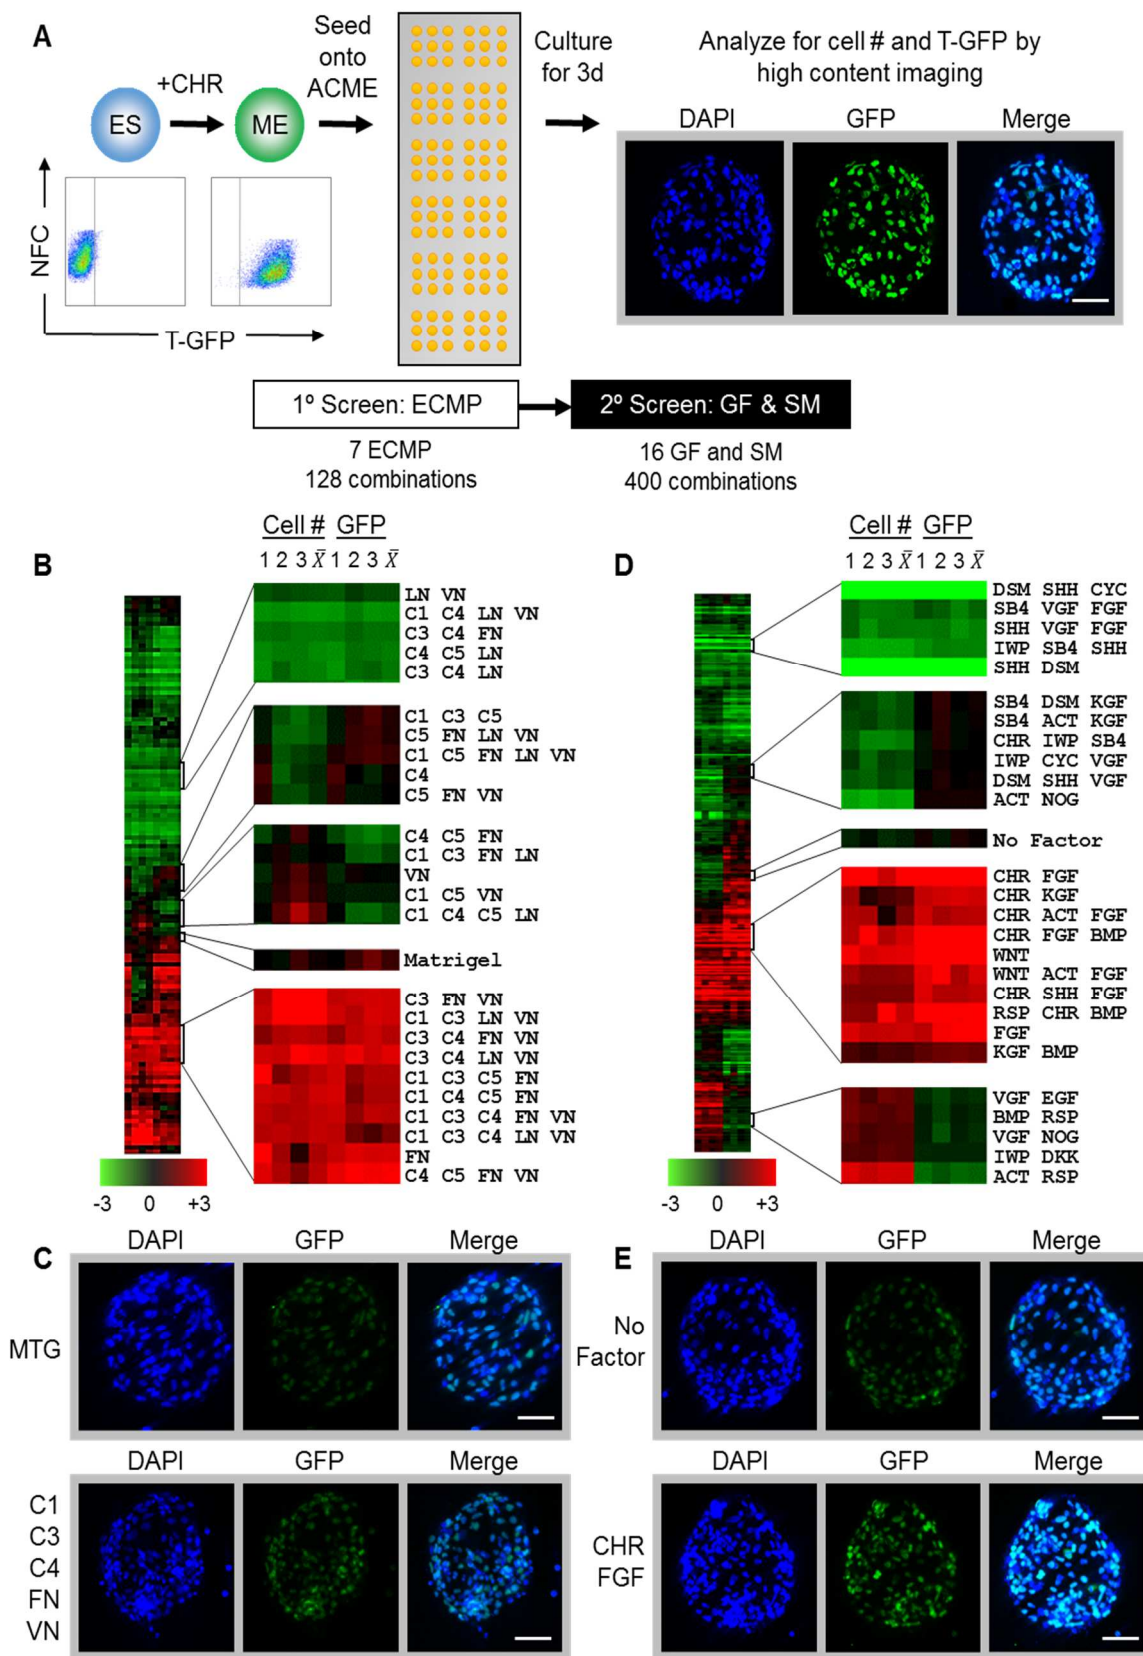 A
+CHR
ES
ME
Seed
onto
ACME
Culture
for 3d
Analyze for cell # and T-GFP by
high content imaging
DAPI GFP Merge
NFC
T-GFP
1º Screen: ECMP
2º Screen: GF & SM
7 ECMP
128 combinations
16 GF and SM
400 combinations
B
Cell # GFP
1 2 3 X̄ 1 2 3 X̄
LN VN
C1 C4 LN VN
C3 C4 FN
C4 C5 LN
C3 C4 LN
C1 C3 C5
C5 FN LN VN
C1 C5 FN LN VN
C4
C5 FN VN
C4 C5 FN
C1 C3 FN LN
VN
C1 C5 VN
C1 C4 C5 LN
Matrigel
C3 FN VN
C1 C3 LN VN
C3 C4 FN VN
C3 C4 LN VN
C1 C3 C5 FN
C1 C4 C5 FN
C1 C3 C4 FN VN
C1 C3 C4 LN VN
FN
C4 C5 FN VN
-3 0 +3
D
Cell # GFP
1 2 3 X̄ 1 2 3 X̄
DSM SHH CYC
SB4 VGF FGF
SHH VGF FGF
IWP SB4 SHH
SHH DSM
SB4 DSM KGF
SB4 ACT KGF
CHR IWP SB4
IWP CYC VGF
DSM SHH VGF
ACT NOG
No Factor
CHR FGF
CHR KGF
CHR ACT FGF
CHR FGF BMP
WNT
WNT ACT FGF
CHR SHH FGF
RSP CHR BMP
FGF
KGF BMP
VGF EGF
BMP RSP
VGF NOG
IWP DKK
ACT RSP
-3 0 +3
C
DAPI GFP Merge
MTG
DAPI GFP Merge
C1
C3
C4
FN
VN
E
DAPI GFP Merge
No
Factor
DAPI GFP Merge
CHR
FGF